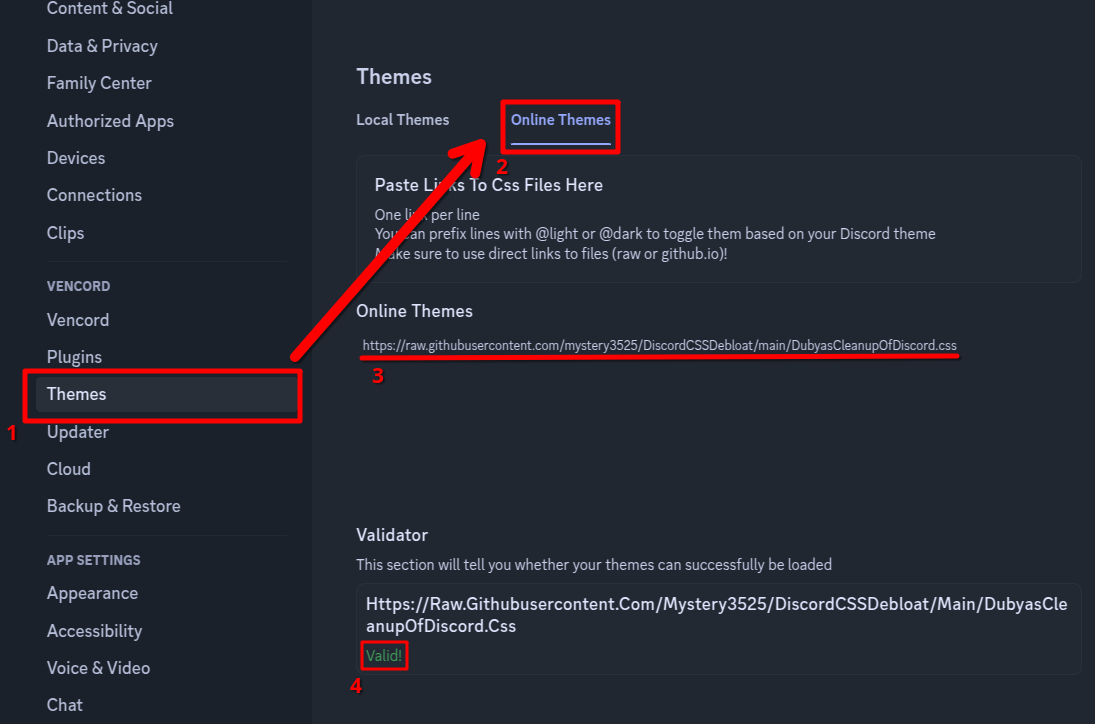 Content & Social
Data & Privacy
Family Center
Authorized Apps
Devices
Connections
Clips
VENCORD
Vencord
Plugins
Themes
1
Updater
Cloud
Backup & Restore
APP SETTINGS
Appearance
Accessibility
Voice & Video
Chat
Themes
Local Themes
Online Themes
2
Paste Links To Css Files Here
One link per line
You can prefix lines with @light or @dark to toggle them based on your Discord theme
Make sure to use direct links to files (raw or github.io)!
Online Themes
https://raw.githubusercontent.com/mystery3525/DiscordCSSDebloat/main/DubyasCleanupOfDiscord.css
3
Validator
This section will tell you whether your themes can successfully be loaded
Https://Raw.Githubusercontent.Com/Mystery3525/DiscordCSSDebloat/Main/DubyasCle
anupOfDiscord.Css
Valid!
4